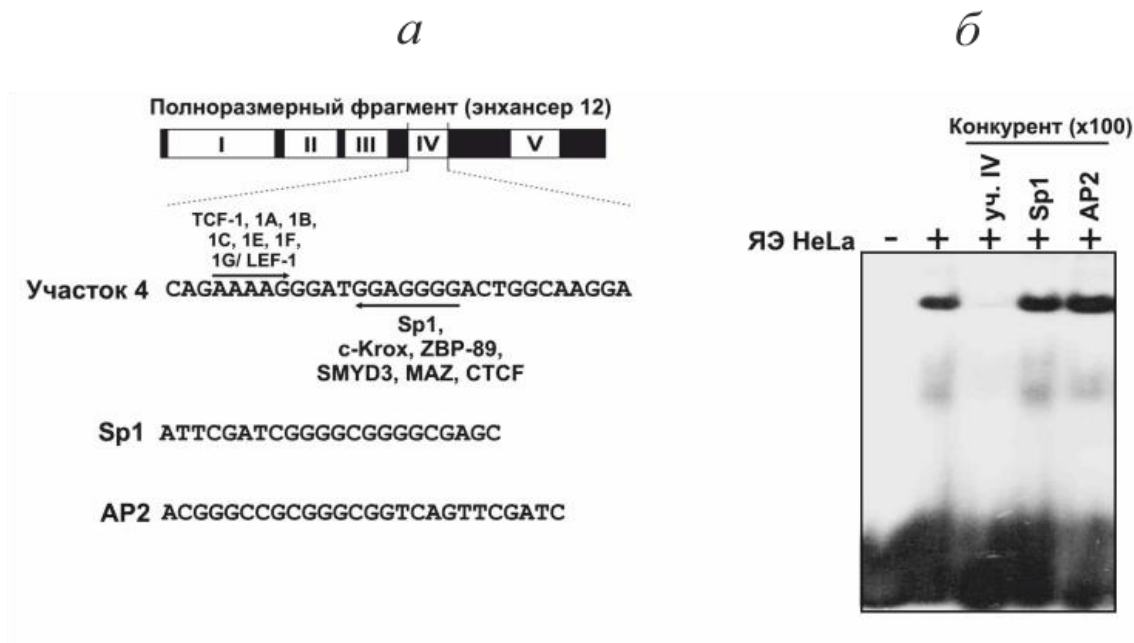 а
б
Полноразмерный фрагмент (энхансер 12)
I II III IV V
TCF-1, 1A, 1B,
1C, 1E, 1F,
1G/ LEF-1
Участок 4 CAGAAAAGGGATGGAGGGGACTGGCAAGGA
Sp1,
c-Krox, ZBP-89,
SMYD3, MAZ, CTCF
Sp1 ATTCGATCGGGGCGGGGCGAGC
AP2 ACGGGCCGCGGGCGGTCAGTTCGATC
Конкурент (x100)
уч. IV
Sp1
AP2
ЯЭ HeLa - + + + +